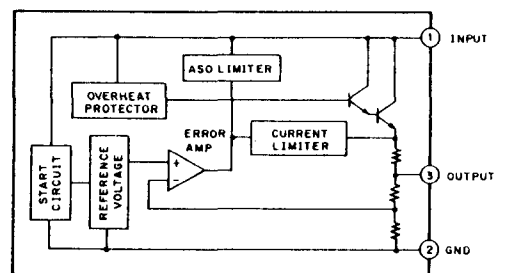 1 INPUT
ASO LIMITER
OVERHEAT
PROTECTOR
ERROR
AMP
CURRENT
LIMITER
START
CIRCUIT
REFERENCE
VOLTAGE
+
-
3 OUTPUT
2 GND